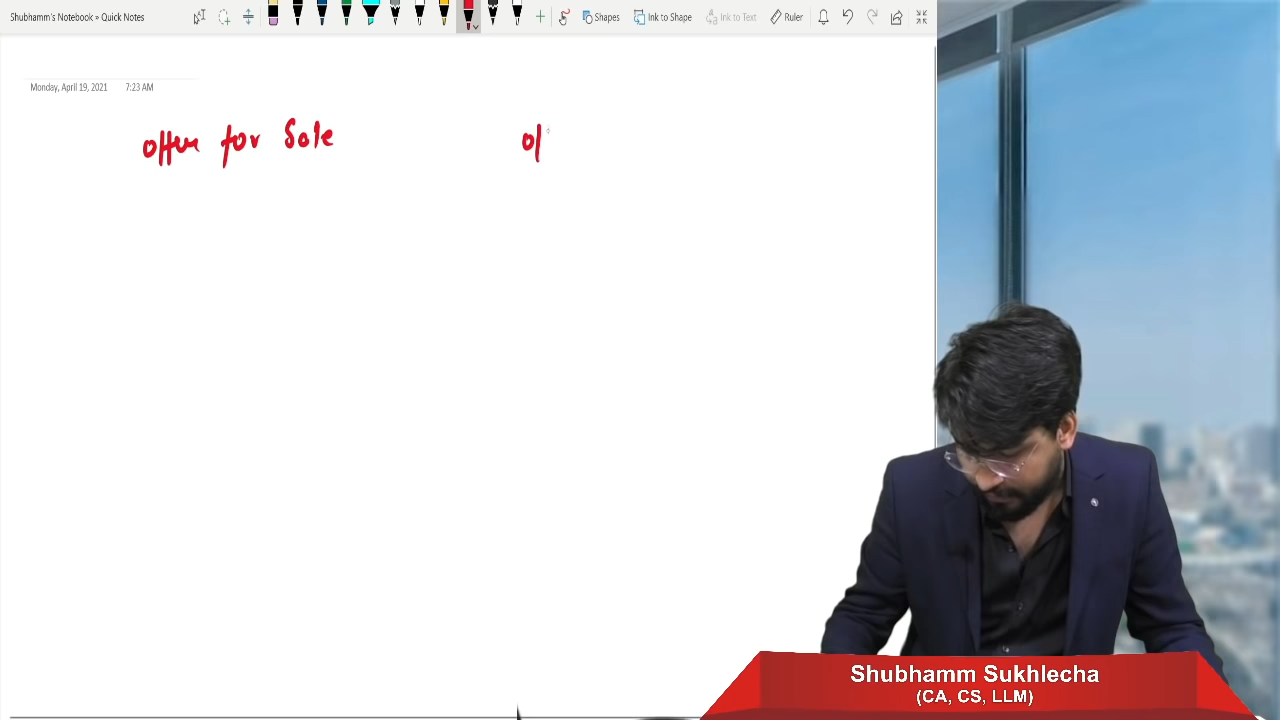 Shubhamm's Notebook » Quick Notes
Shapes
Ink to Shape
Ink to Text
Ruler
Monday, April 19, 2021 7:23 AM
offer for Sale of
Shubhamm Sukhlecha
(CA, CS, LLM)